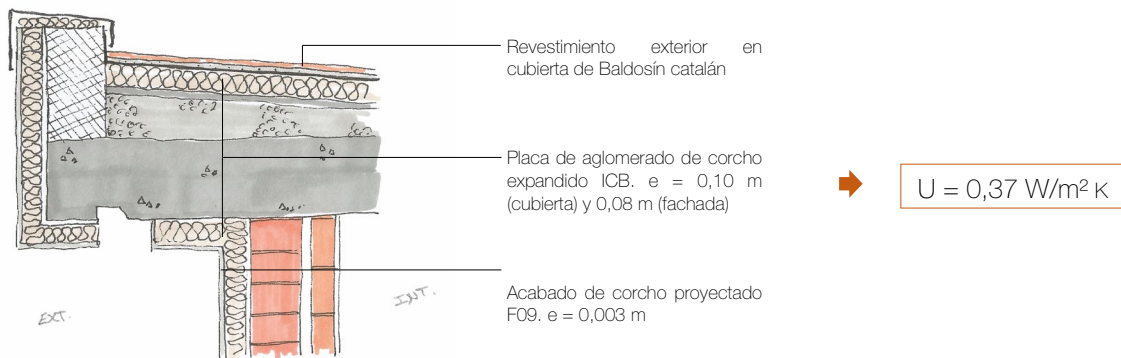 Revestimiento exterior en
cubierta de Baldosín catalán
Placa de aglomerado de corcho
expandido ICB. e = 0,10 m
(cubierta) y 0,08 m (fachada)
U = 0,37 W/m² K
Acabado de corcho proyectado
F09. e = 0,003 m
EXT.
INT.